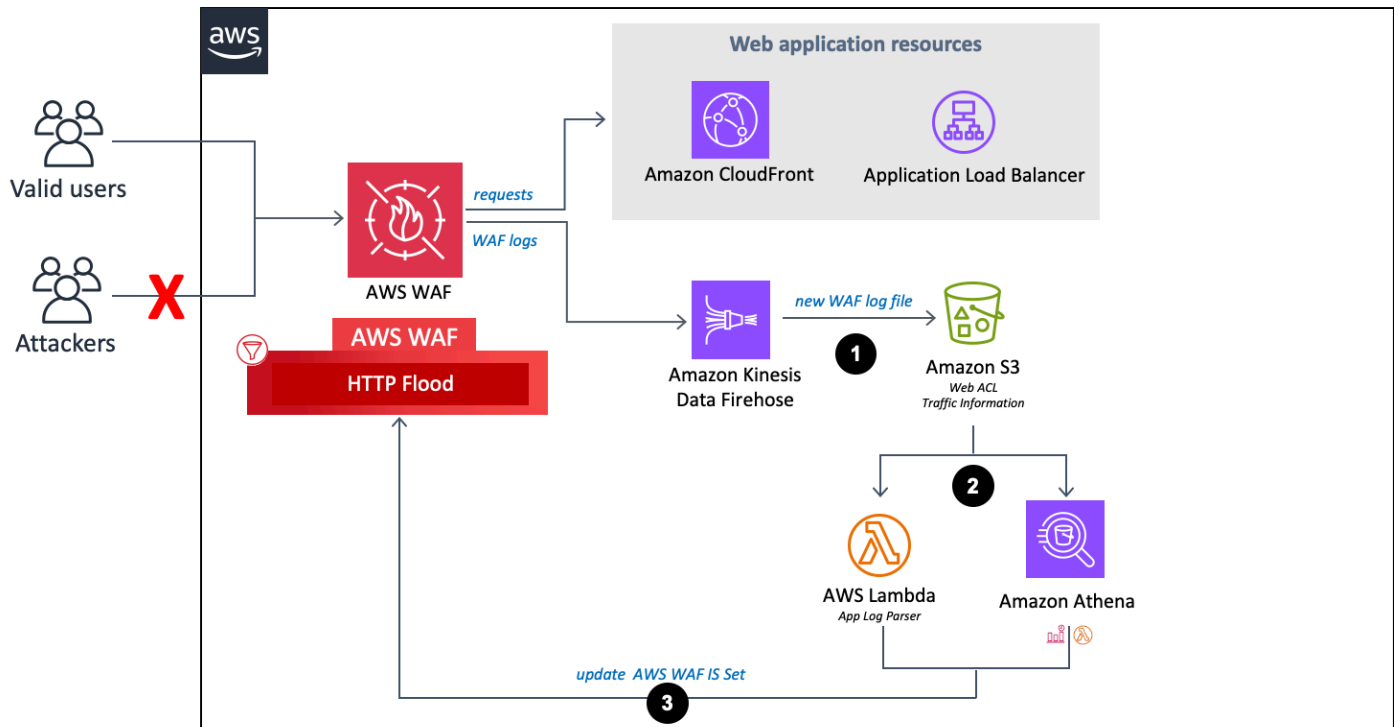 aws
Web application resources
Valid users
Amazon CloudFront
Application Load Balancer
requests
WAF logs
AWS WAF
Attackers
X
AWS WAF
HTTP Flood
new WAF log file
1
Amazon Kinesis
Data Firehose
Amazon S3
Web ACL
Traffic Information
2
AWS Lambda
App Log Parser
Amazon Athena
update AWS WAF IS Set
3